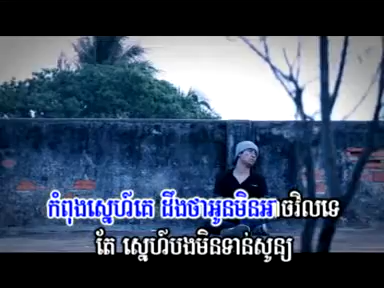 កំពុងស្នេហ៍គេ ដឹងថាអូនមិនអាចវិលទេ
តែ ស្នេហ៍បងមិនទាន់សូន្យ